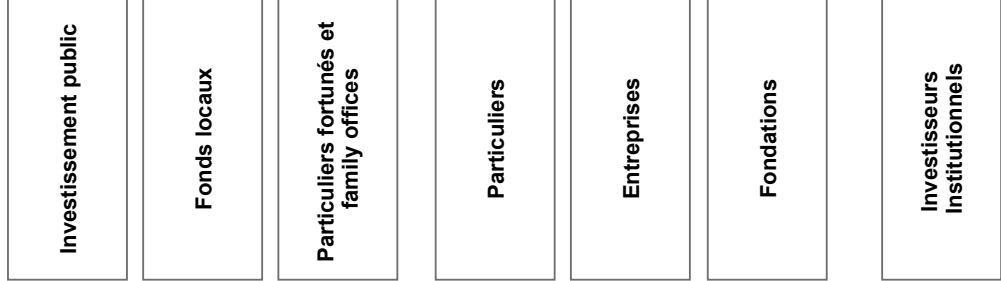 Investissement public
Fonds locaux
Particuliers fortunés et
family offices
Particuliers
Entreprises
Fondations
Investisseurs
Institutionnels